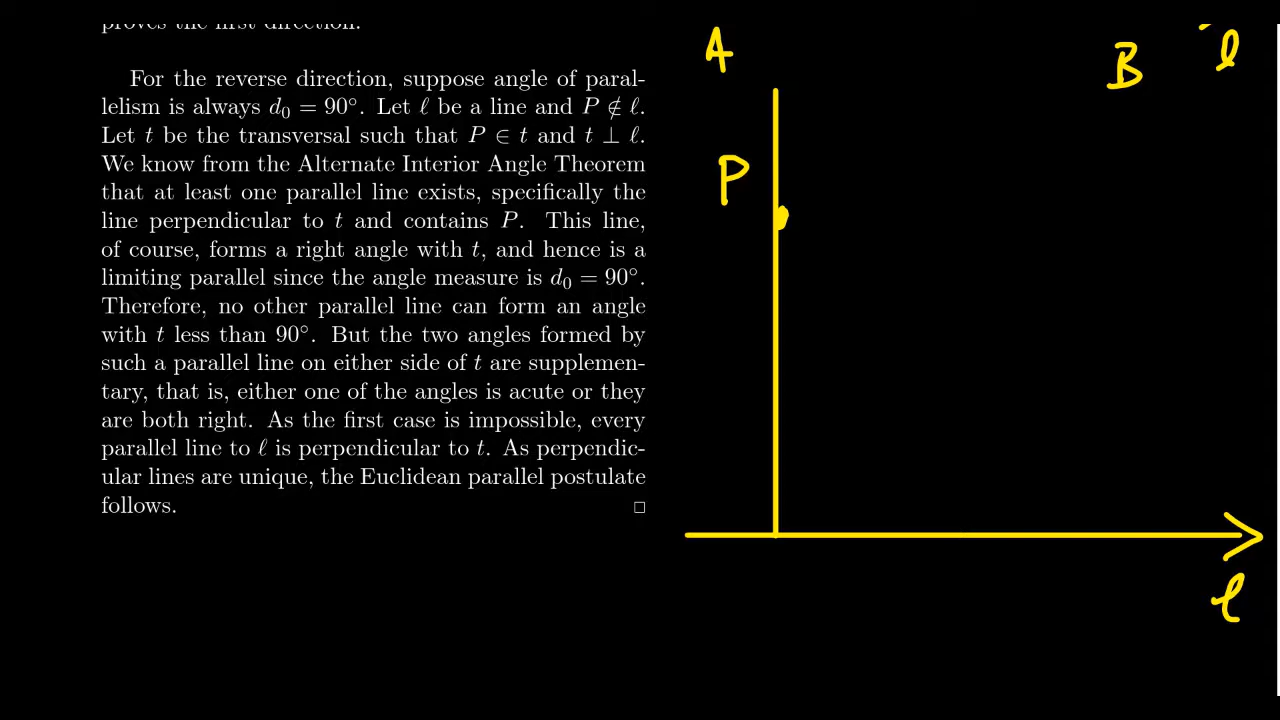 proves the first direction.
For the reverse direction, suppose angle of paral-
lelism is always d₀ = 90°. Let ℓ be a line and P ∉ ℓ.
Let t be the transversal such that P ∈ t and t ⊥ ℓ.
We know from the Alternate Interior Angle Theorem
that at least one parallel line exists, specifically the
line perpendicular to t and contains P. This line,
of course, forms a right angle with t, and hence is a
limiting parallel since the angle measure is d₀ = 90°.
Therefore, no other parallel line can form an angle
with t less than 90°. But the two angles formed by
such a parallel line on either side of t are supplemen-
tary, that is, either one of the angles is acute or they
are both right. As the first case is impossible, every
parallel line to ℓ is perpendicular to t. As perpendic-
ular lines are unique, the Euclidean parallel postulate
follows. □
A
B
ℓ
P
ℓ